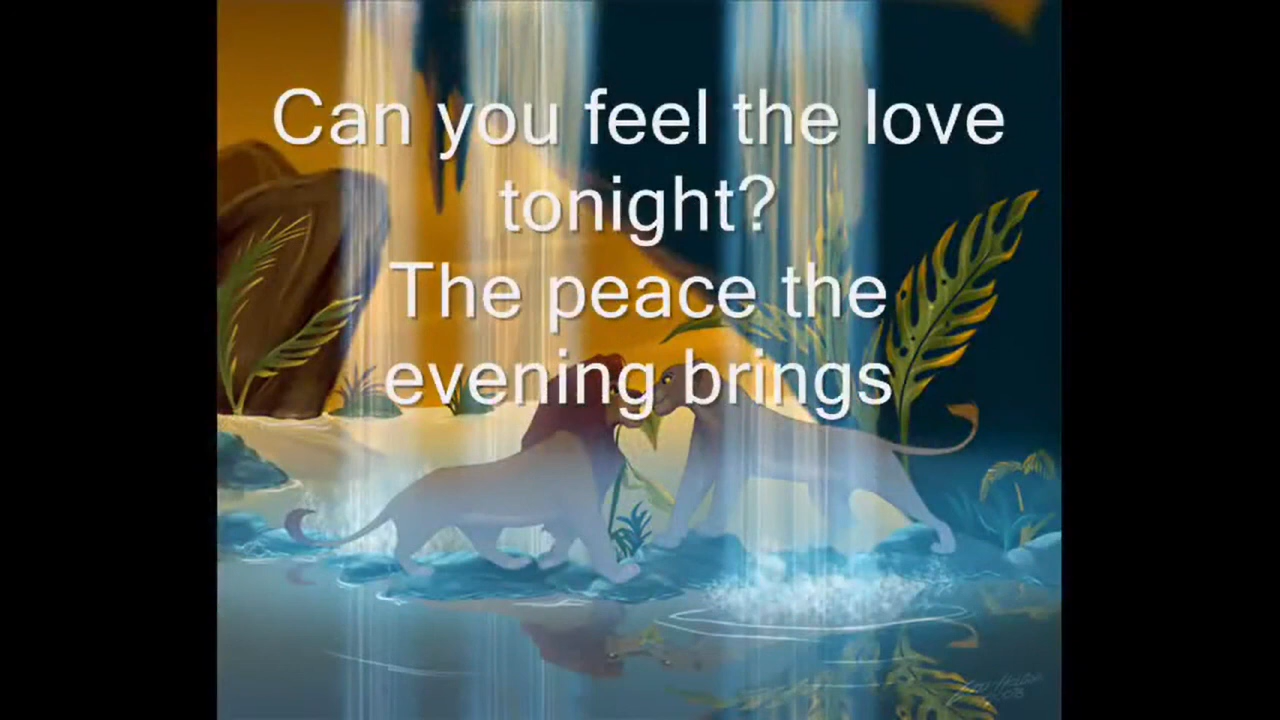 Can you feel the love
tonight?
The peace the
evening brings